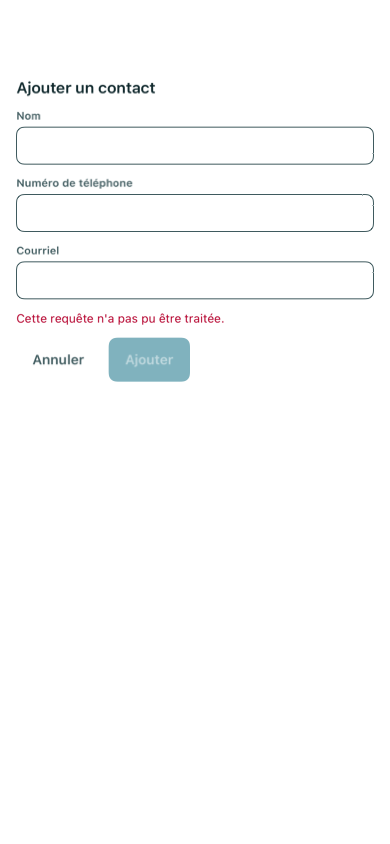 Ajouter un contact
Nom
Numéro de téléphone
Courriel
Cette requête n'a pas pu être traitée.
Annuler Ajouter